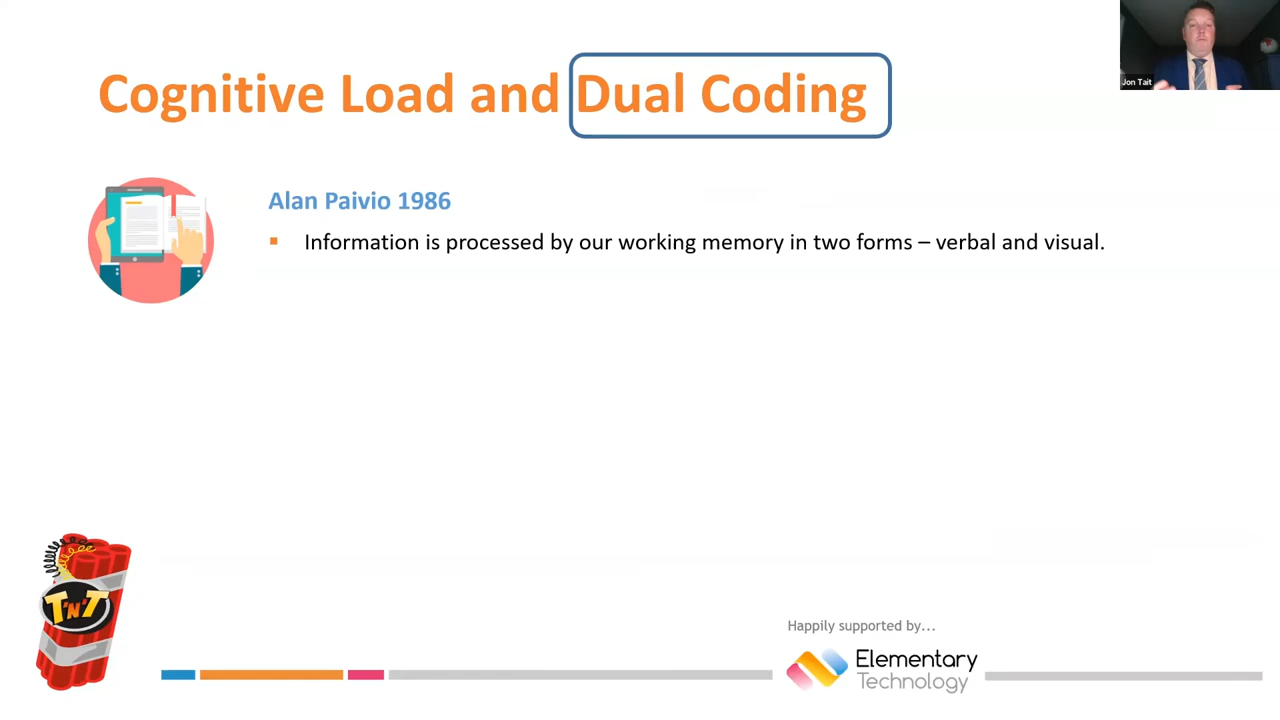 Cognitive Load and Dual Coding
Jon Tait
Alan Paivio 1986
Information is processed by our working memory in two forms – verbal and visual.
T'N'T
Happily supported by...
Elementary
Technology